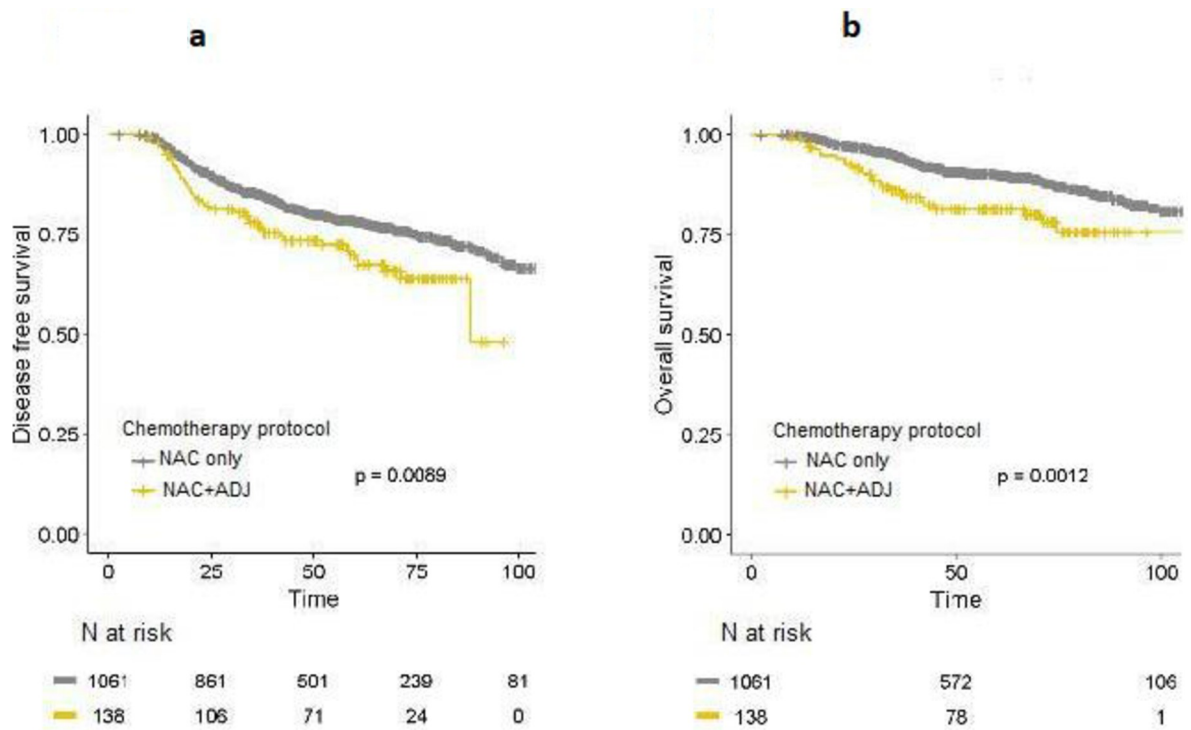 a
1.00
0.75
0.50
0.25
0.00
Disease free survival
Chemotherapy protocol
NAC only
NAC+ADJ
p = 0.0089
0 25 50 75 100
Time
N at risk
1061 861 501 239 81
138 106 71 24 0
b
1.00
0.75
0.50
0.25
0.00
Overall survival
Chemotherapy protocol
NAC only
NAC+ADJ
p = 0.0012
0 50 100
Time
N at risk
1061 572 106
138 78 1